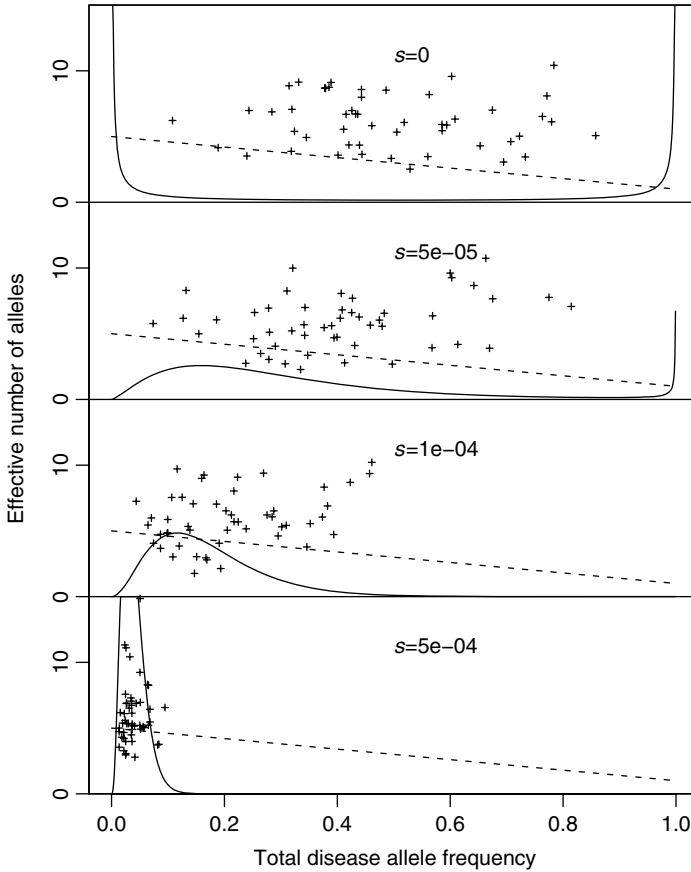 s=0
10
0
s=5e-05
10
0
s=1e-04
10
0
s=5e-04
10
0
Effective number of alleles
0.0 0.2 0.4 0.6 0.8 1.0
Total disease allele frequency